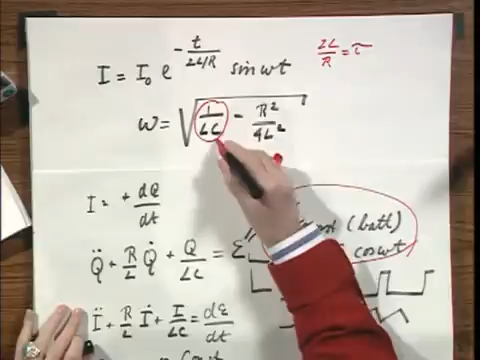 I = I₀ e^(-t/(2L/R)) sin ωt
2L/R = τ
ω = √(1/LC - R²/4L²)
I = + dQ/dt
(batt)
Q̈ + R/L Q̇ + Q/LC = ε
cos ωt
Ï + R/L İ + I/LC = dε/dt